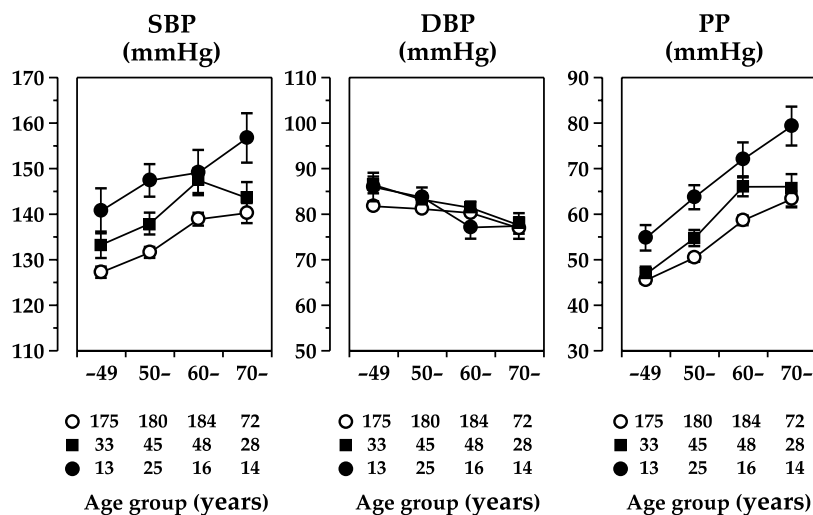 SBP DBP PP
(mmHg) (mmHg) (mmHg)
170 110 90
160 100 80
150 90 70
140 80 60
130 70 50
120 60 40
110 50 30
–49 50– 60– 70– –49 50– 60– 70– –49 50– 60– 70–
175 180 184 72 175 180 184 72 175 180 184 72
33 45 48 28 33 45 48 28 33 45 48 28
13 25 16 14 13 25 16 14 13 25 16 14
Age group (years) Age group (years) Age group (years)